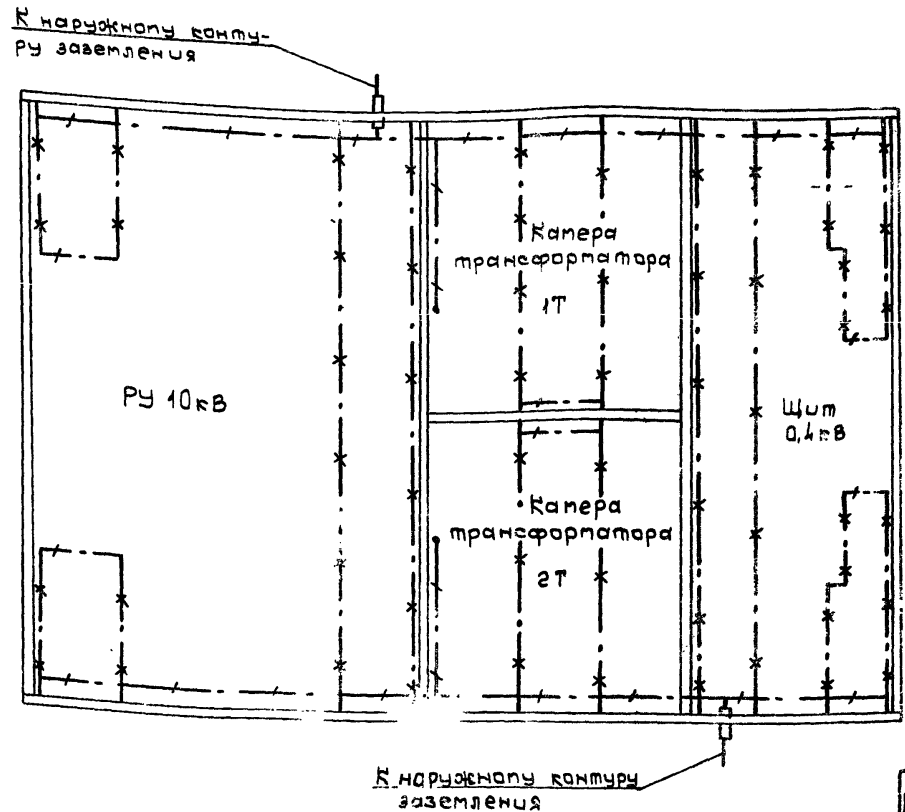 К наружному конту-
ру заземления
Камера
трансформатора
1Т
РУ 10кВ
Щит
0,4кВ
Камера
трансформатора
2Т
К наружному контуру
заземления